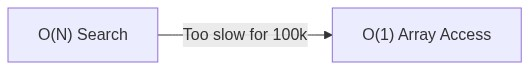 O(N) Search
Too slow for 100k
O(1) Array Access